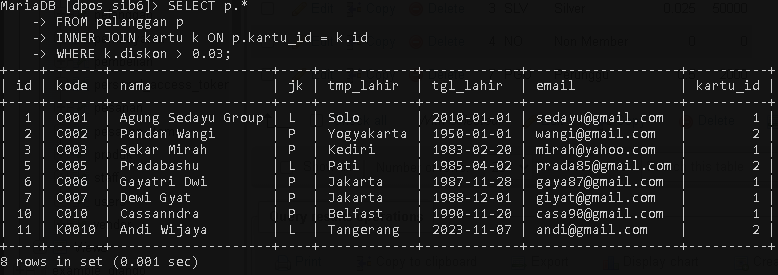 MariaDB [dpos_sib6]> SELECT p.*
    -> FROM pelanggan p
    -> INNER JOIN kartu k ON p.kartu_id = k.id
    -> WHERE k.diskon > 0.03;
+----+-------+--------------------+----+------------+------------+-------------------+----------+
| id | kode  | nama               | jk | tmp_lahir  | tgl_lahir  | email             | kartu_id |
+----+-------+--------------------+----+------------+------------+-------------------+----------+
|  1 | C001  | Agung Sedayu Group | L  | Solo       | 2010-01-01 | sedayu@gmail.com  |        1 |
|  2 | C002  | Pandan Wangi       | P  | Yogyakarta | 1950-01-01 | wangi@gmail.com   |        2 |
|  3 | C003  | Sekar Mirah        | P  | Kediri     | 1983-02-20 | mirah@yahoo.com   |        1 |
|  5 | C005  | Pradabashu         | L  | Pati       | 1985-04-02 | prada85@gmail.com |        2 |
|  6 | C006  | Gayatri Dwi        | P  | Jakarta    | 1987-11-28 | gaya87@gmail.com  |        1 |
|  7 | C007  | Dewi Gyat          | P  | Jakarta    | 1988-12-01 | giyat@gmail.com   |        1 |
| 10 | C010  | Cassanndra         | P  | Belfast    | 1990-11-20 | casa90@gmail.com  |        1 |
| 11 | K0010 | Andi Wijaya        | L  | Tangerang  | 2023-11-07 | andi@gmail.com    |        2 |
+----+-------+--------------------+----+------------+------------+-------------------+----------+
8 rows in set (0.001 sec)